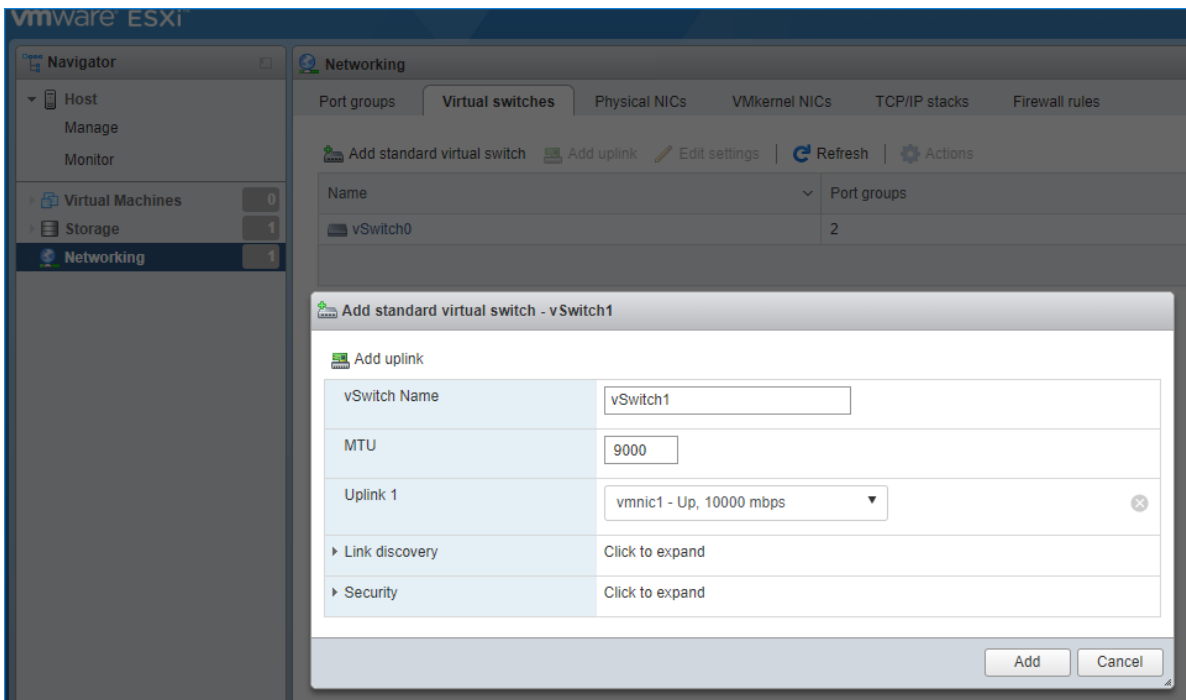 vmware ESXi™
Navigator
Networking
Host
Manage
Monitor
Virtual Machines 0
Storage 1
Networking 1
Port groups Virtual switches Physical NICs VMkernel NICs TCP/IP stacks Firewall rules
Add standard virtual switch Add uplink Edit settings Refresh Actions
Name Port groups
vSwitch0 2
Add standard virtual switch - vSwitch1
Add uplink
vSwitch Name vSwitch1
MTU 9000
Uplink 1 vmnic1 - Up, 10000 mbps
Link discovery Click to expand
Security Click to expand
Add Cancel